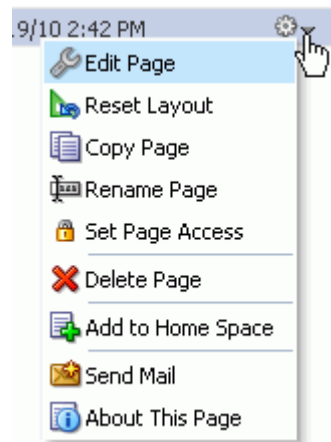 .9/10 2:42 PM
Edit Page
Reset Layout
Copy Page
Rename Page
Set Page Access
Delete Page
Add to Home Space
Send Mail
About This Page